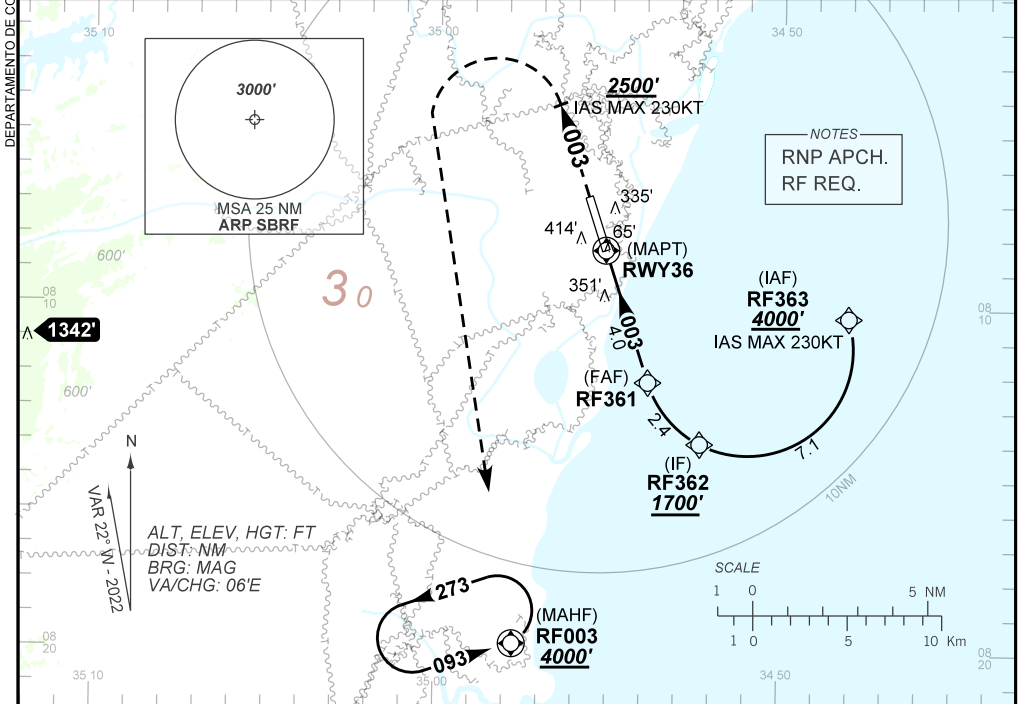 DEPARTAMENTO DE CO
35 10
35 00
34 50
3000'
MSA 25 NM
ARP SBRF
2500'
IAS MAX 230KT
003
NOTES
RNP APCH.
RF REQ.
335'
414'
65'
(MAPT)
RWY36
351'
600'
30
08
10
1342'
(IAF)
RF363
4000'
IAS MAX 230KT
08
10
003
4.0
(FAF)
RF361
2.4
600'
(IF)
RF362
1700'
7.1
10NM
N
VAR 22° W - 2022
ALT, ELEV, HGT: FT
DIST: NM
BRG: MAG
VA/CHG: 06'E
SCALE
1 0 5 NM
1 0 5 10 Km
273
093
(MAHF)
RF003
4000'
08
20
08
20
35 10
35 00
34 50